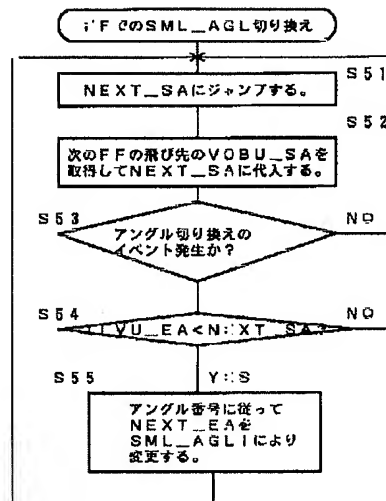 でのSML_AGL切り換え
S51
NEXT_SAにジャンプする。
S52
次のFFの飛び先のVOBU_SAを
取得してNEXT_SAに代入する。
S53
アングル切り換えの
イベント発生か?
NO
S54
NO
S55
アングル番号に従って
NEXT_EAを
SML_AGLIにより
変更する。